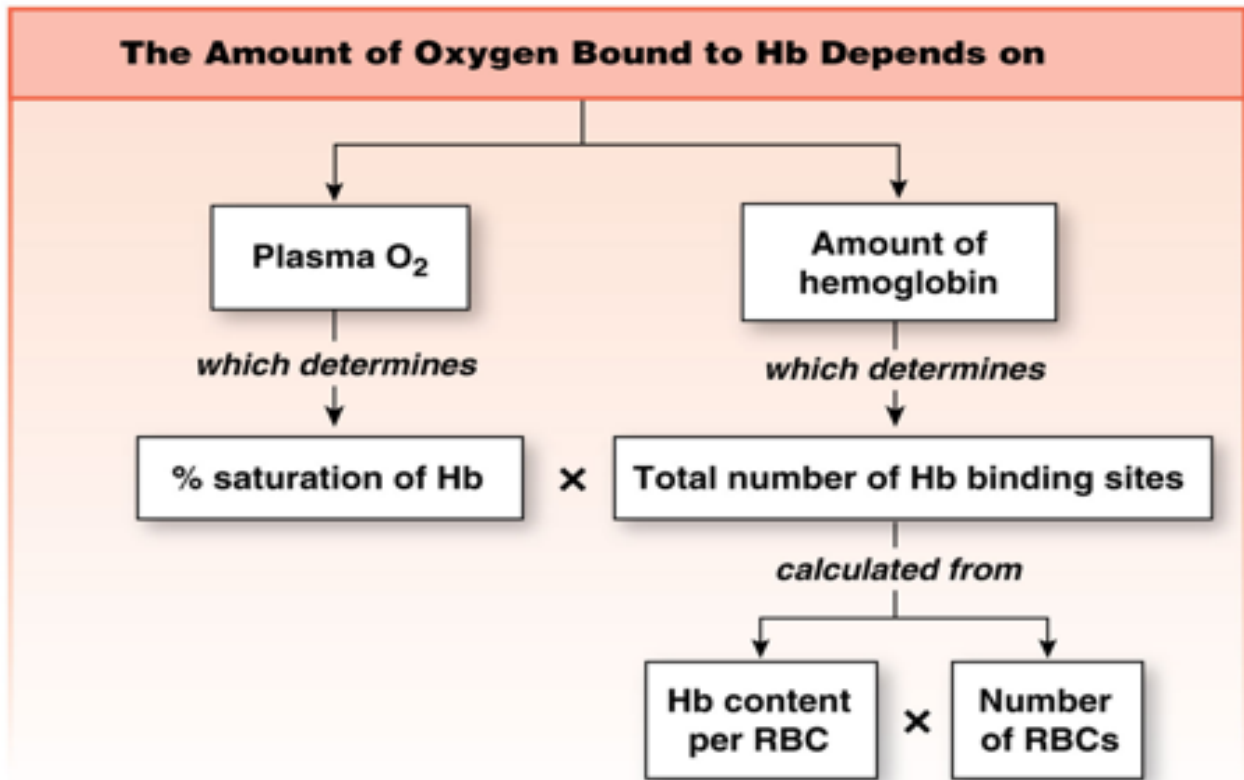 The Amount of Oxygen Bound to Hb Depends on
Plasma O₂
Amount of
hemoglobin
which determines
which determines
% saturation of Hb
×
Total number of Hb binding sites
calculated from
Hb content
per RBC
×
Number
of RBCs